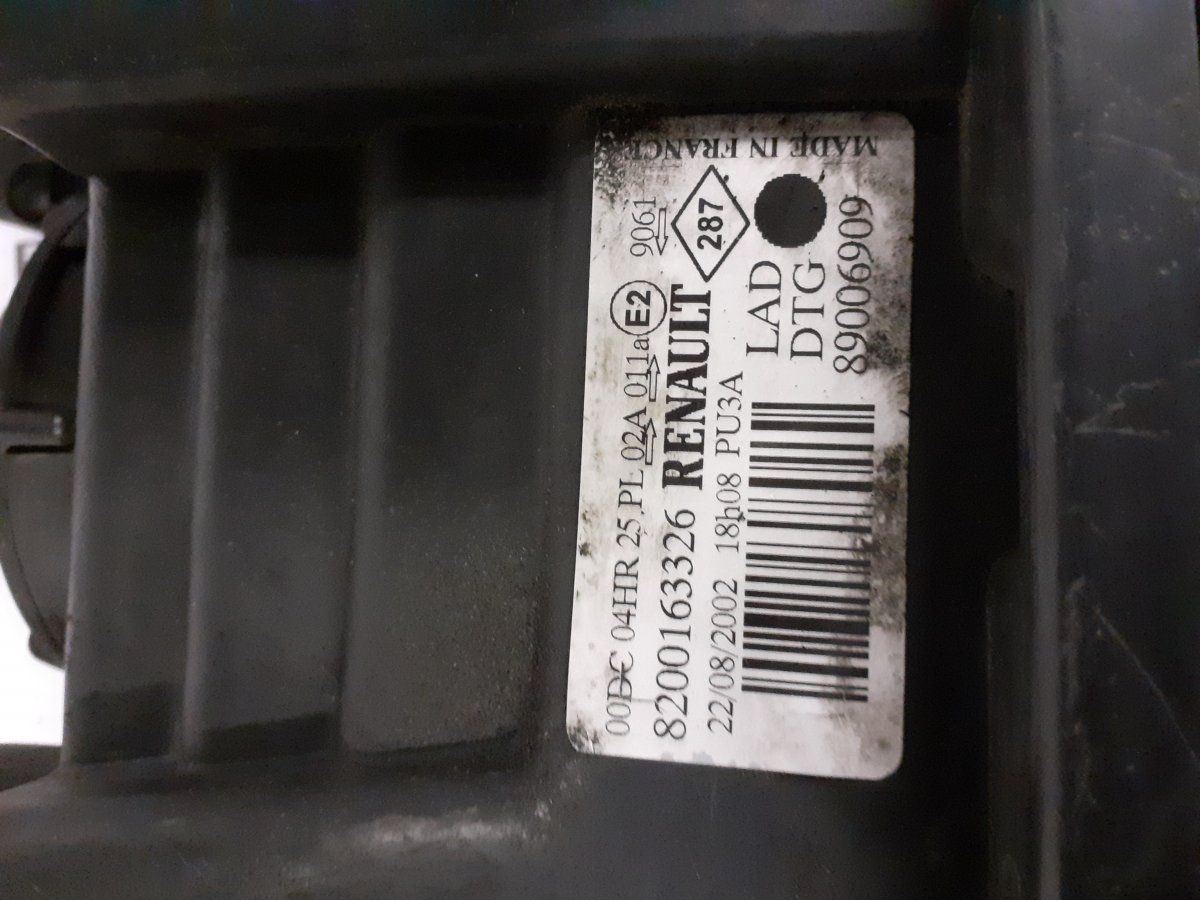 00DC 04HR 25 PL 02A 011a E2 9061
8200163326 RENAULT 287
22/08/2002 18h08 PU3A
LAD
DTG
89006909
MADE IN FRANCE